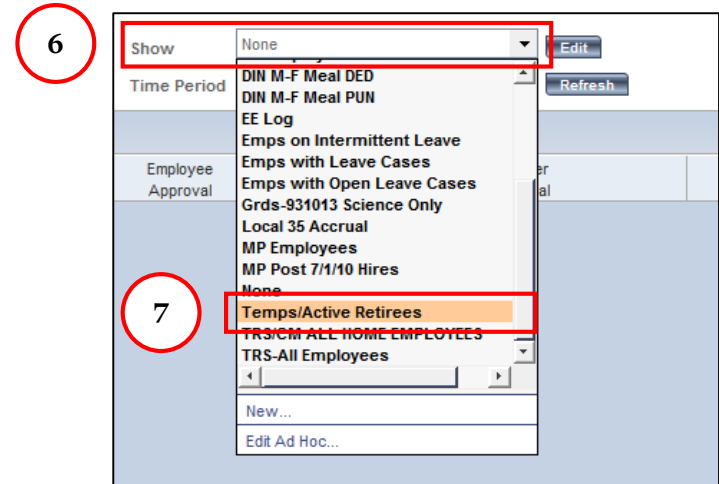 6
Show None Edit
Time Period Refresh
DIN M-F Meal DED
DIN M-F Meal PUN
EE Log
Emps on Intermittent Leave
Emps with Leave Cases
Emps with Open Leave Cases
Grds-931013 Science Only
Local 35 Accrual
MP Employees
MP Post 7/1/10 Hires
None
7
Temps/Active Retirees
TRS/CM ALL HOME EMPLOYEES
TRS-All Employees
New...
Edit Ad Hoc...
Employee
Approval
er
al